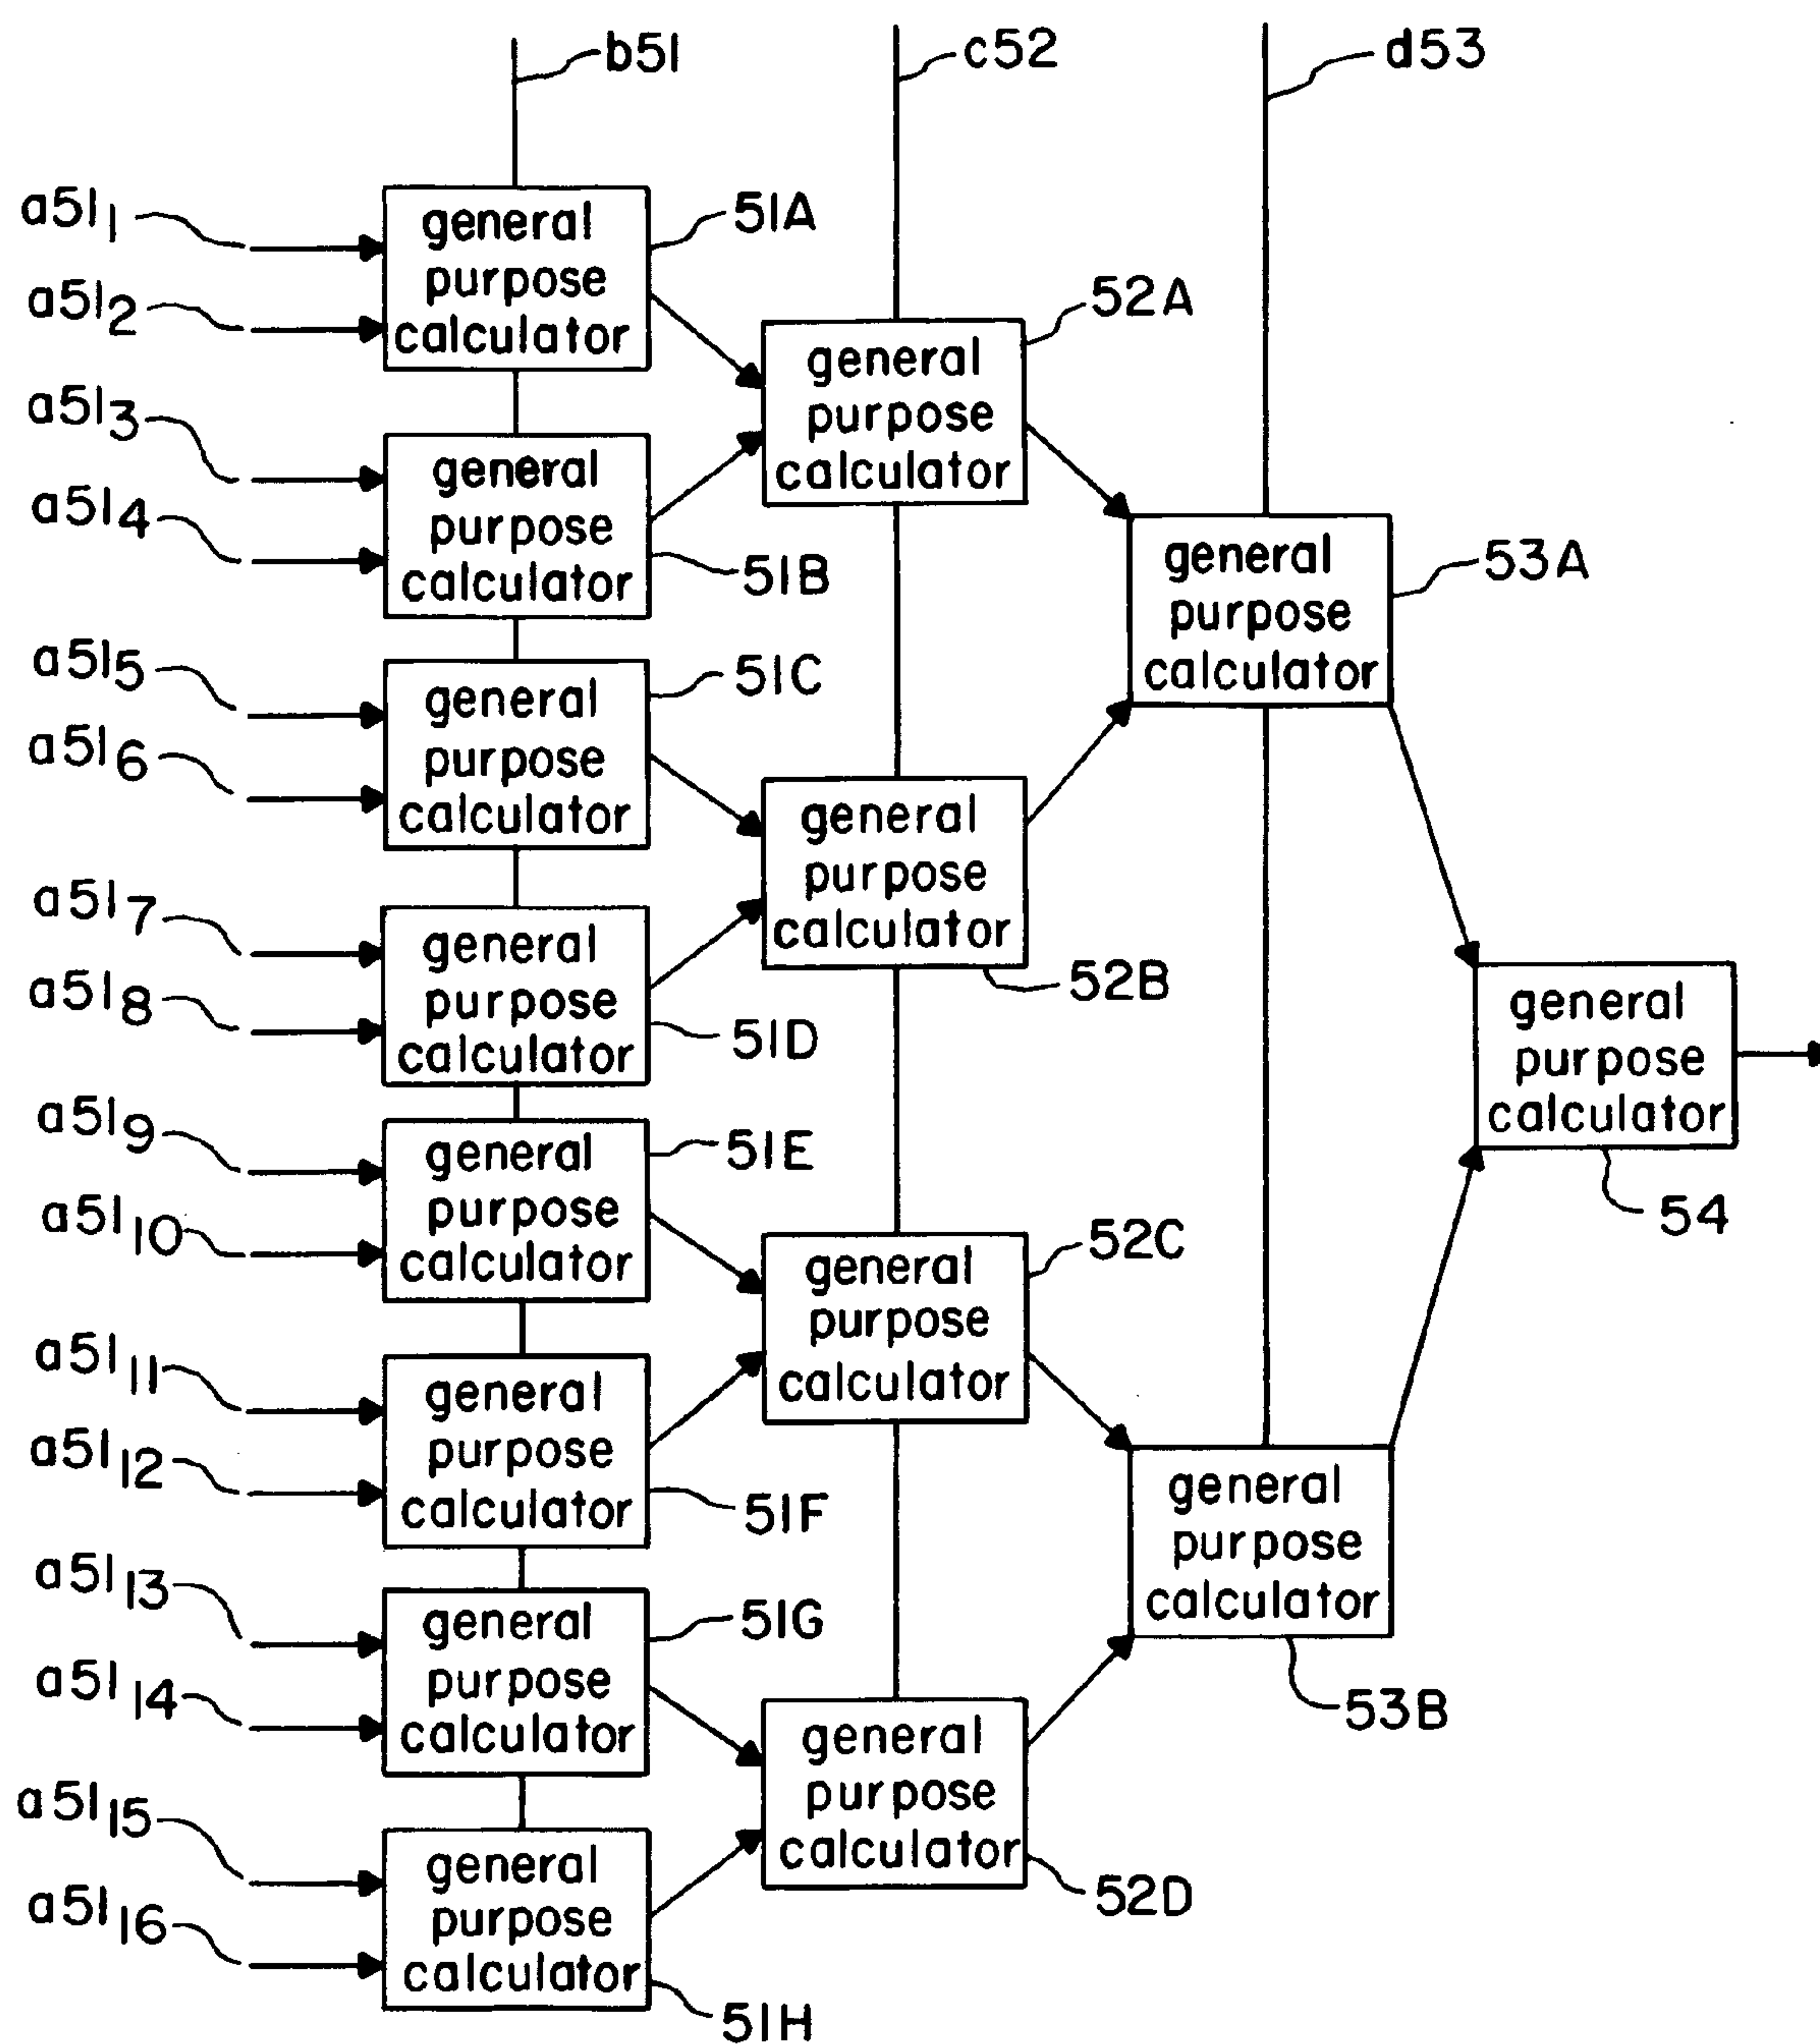 b51
c52
d53
a51₁
a51₂
general
purpose
calculator
51A
a51₃
a51₄
general
purpose
calculator
51B
a51₅
a51₆
general
purpose
calculator
51C
a51₇
a51₈
general
purpose
calculator
51D
a51₉
a51₁₀
general
purpose
calculator
51E
a51₁₁
a51₁₂
general
purpose
calculator
51F
a51₁₃
a51₁₄
general
purpose
calculator
51G
a51₁₅
a51₁₆
general
purpose
calculator
51H
general
purpose
calculator
52A
general
purpose
calculator
52B
general
purpose
calculator
52C
general
purpose
calculator
52D
general
purpose
calculator
53A
general
purpose
calculator
53B
general
purpose
calculator
54